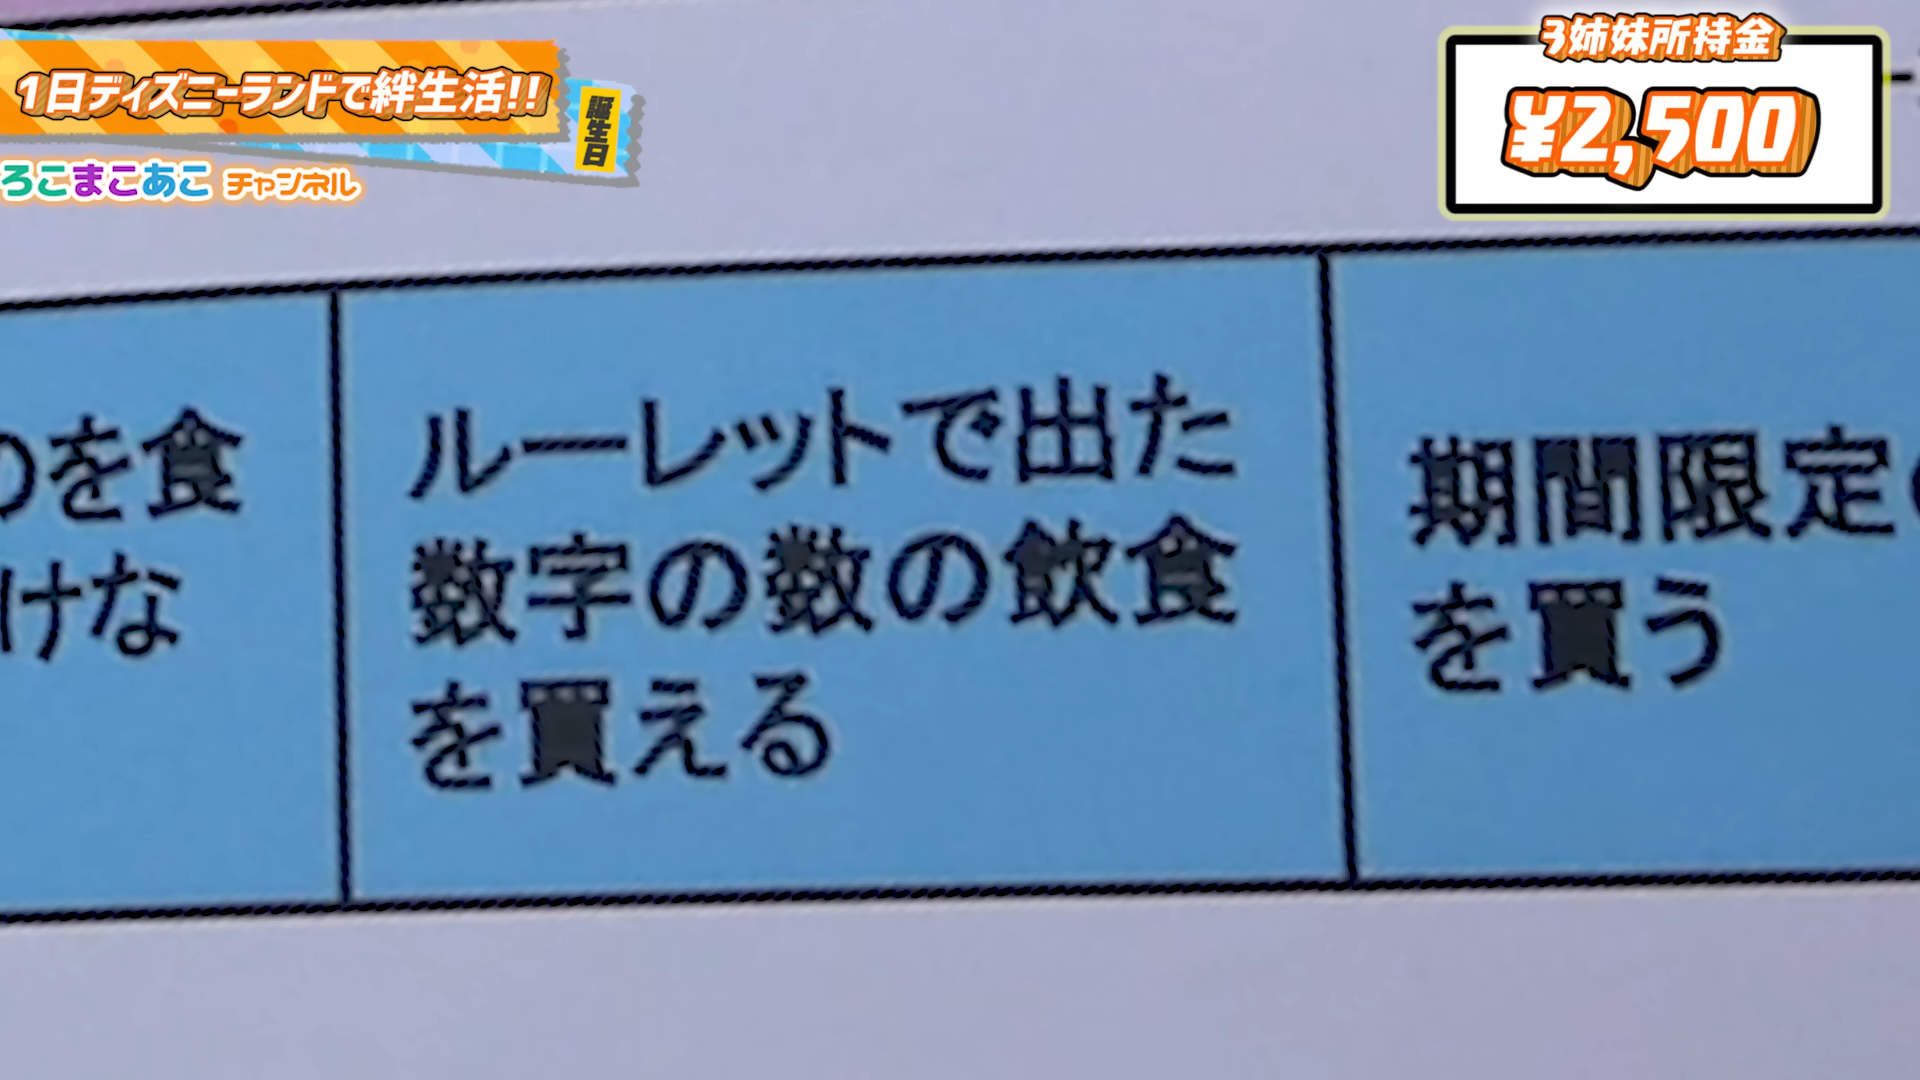 1日ディズニーランドで絆生活!!
誕生日
ろこまこあこ チャンネル
3姉妹所持金
¥2,500
のを食
けな
ルーレットで出た
数字の数の飲食
を買える
期間限定
を買う